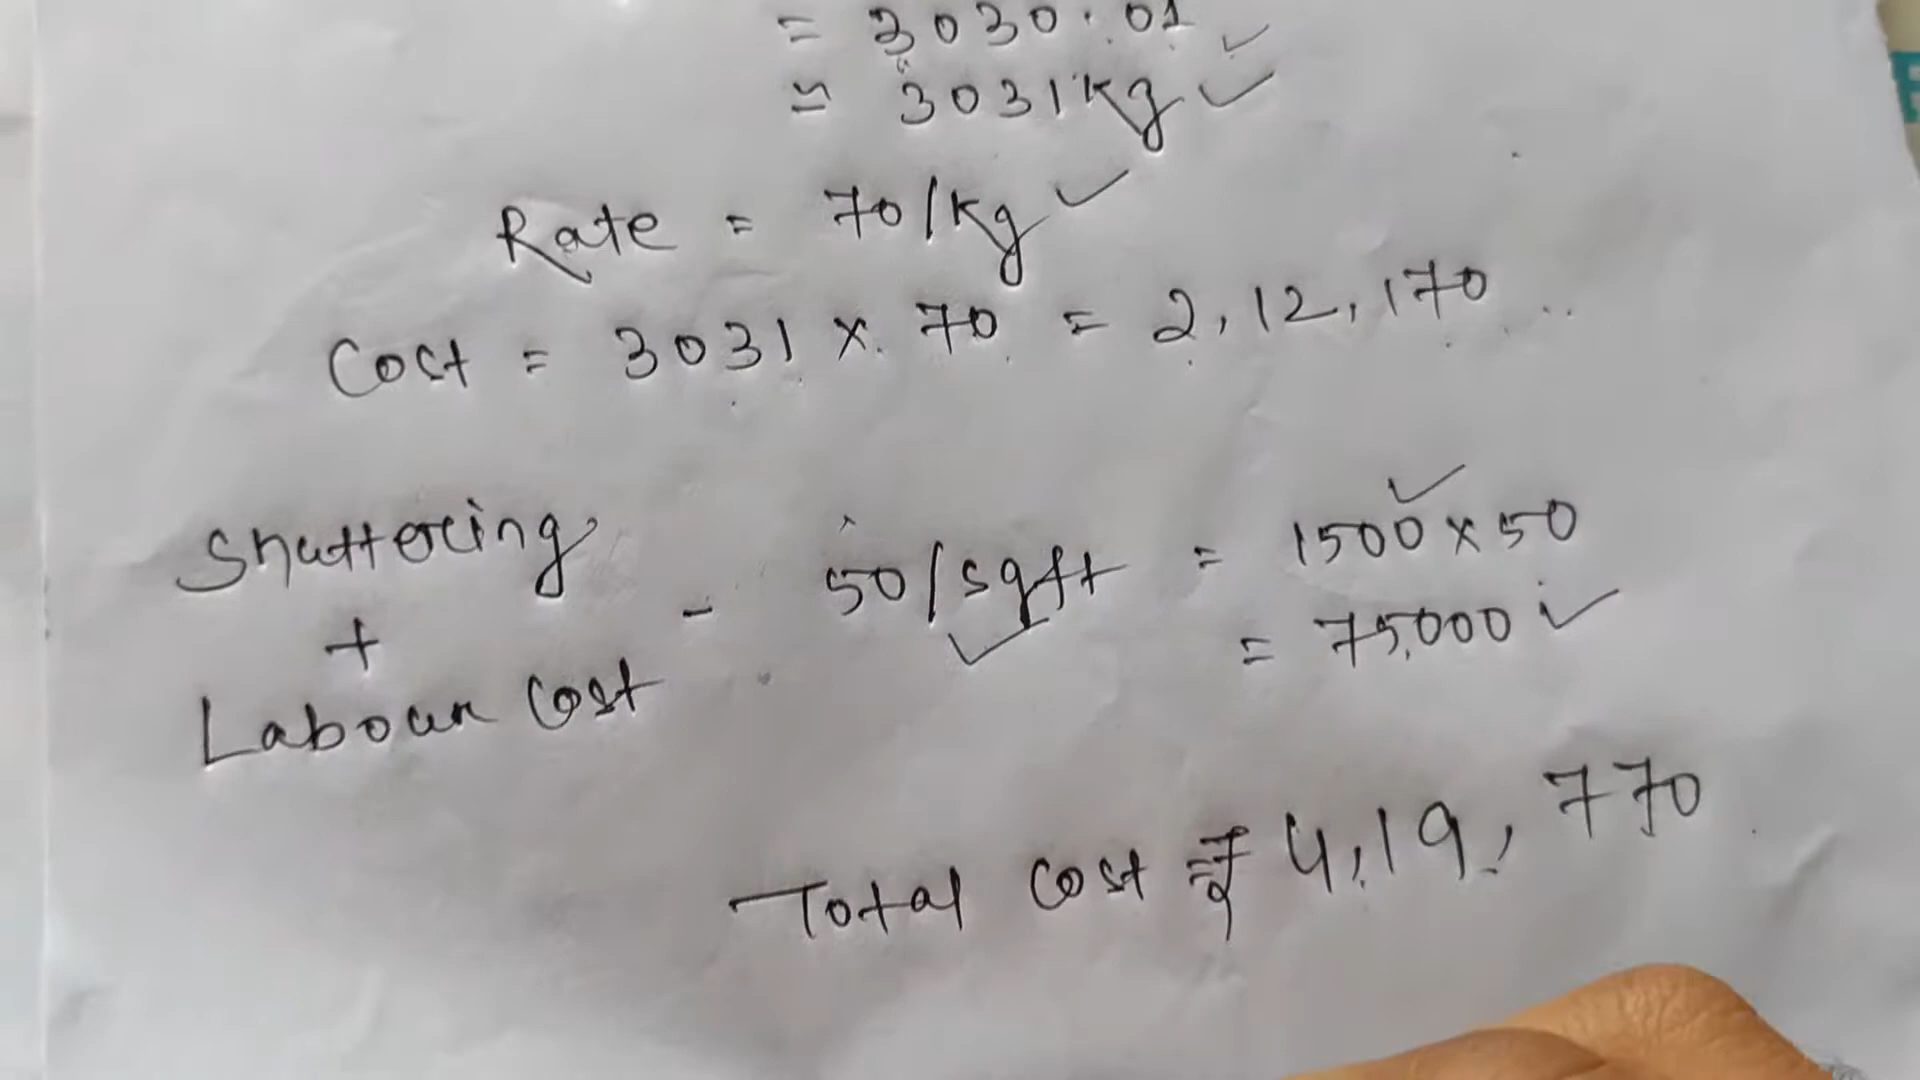 = 3030.01
≈ 3031 kg
Rate = 70/kg
Cost = 3031 x 70 = 2,12,170
Shuttering + Labour Cost - 50/sqft = 1500 x 50
= 75,000
Total Cost = ₹ 4,19,770